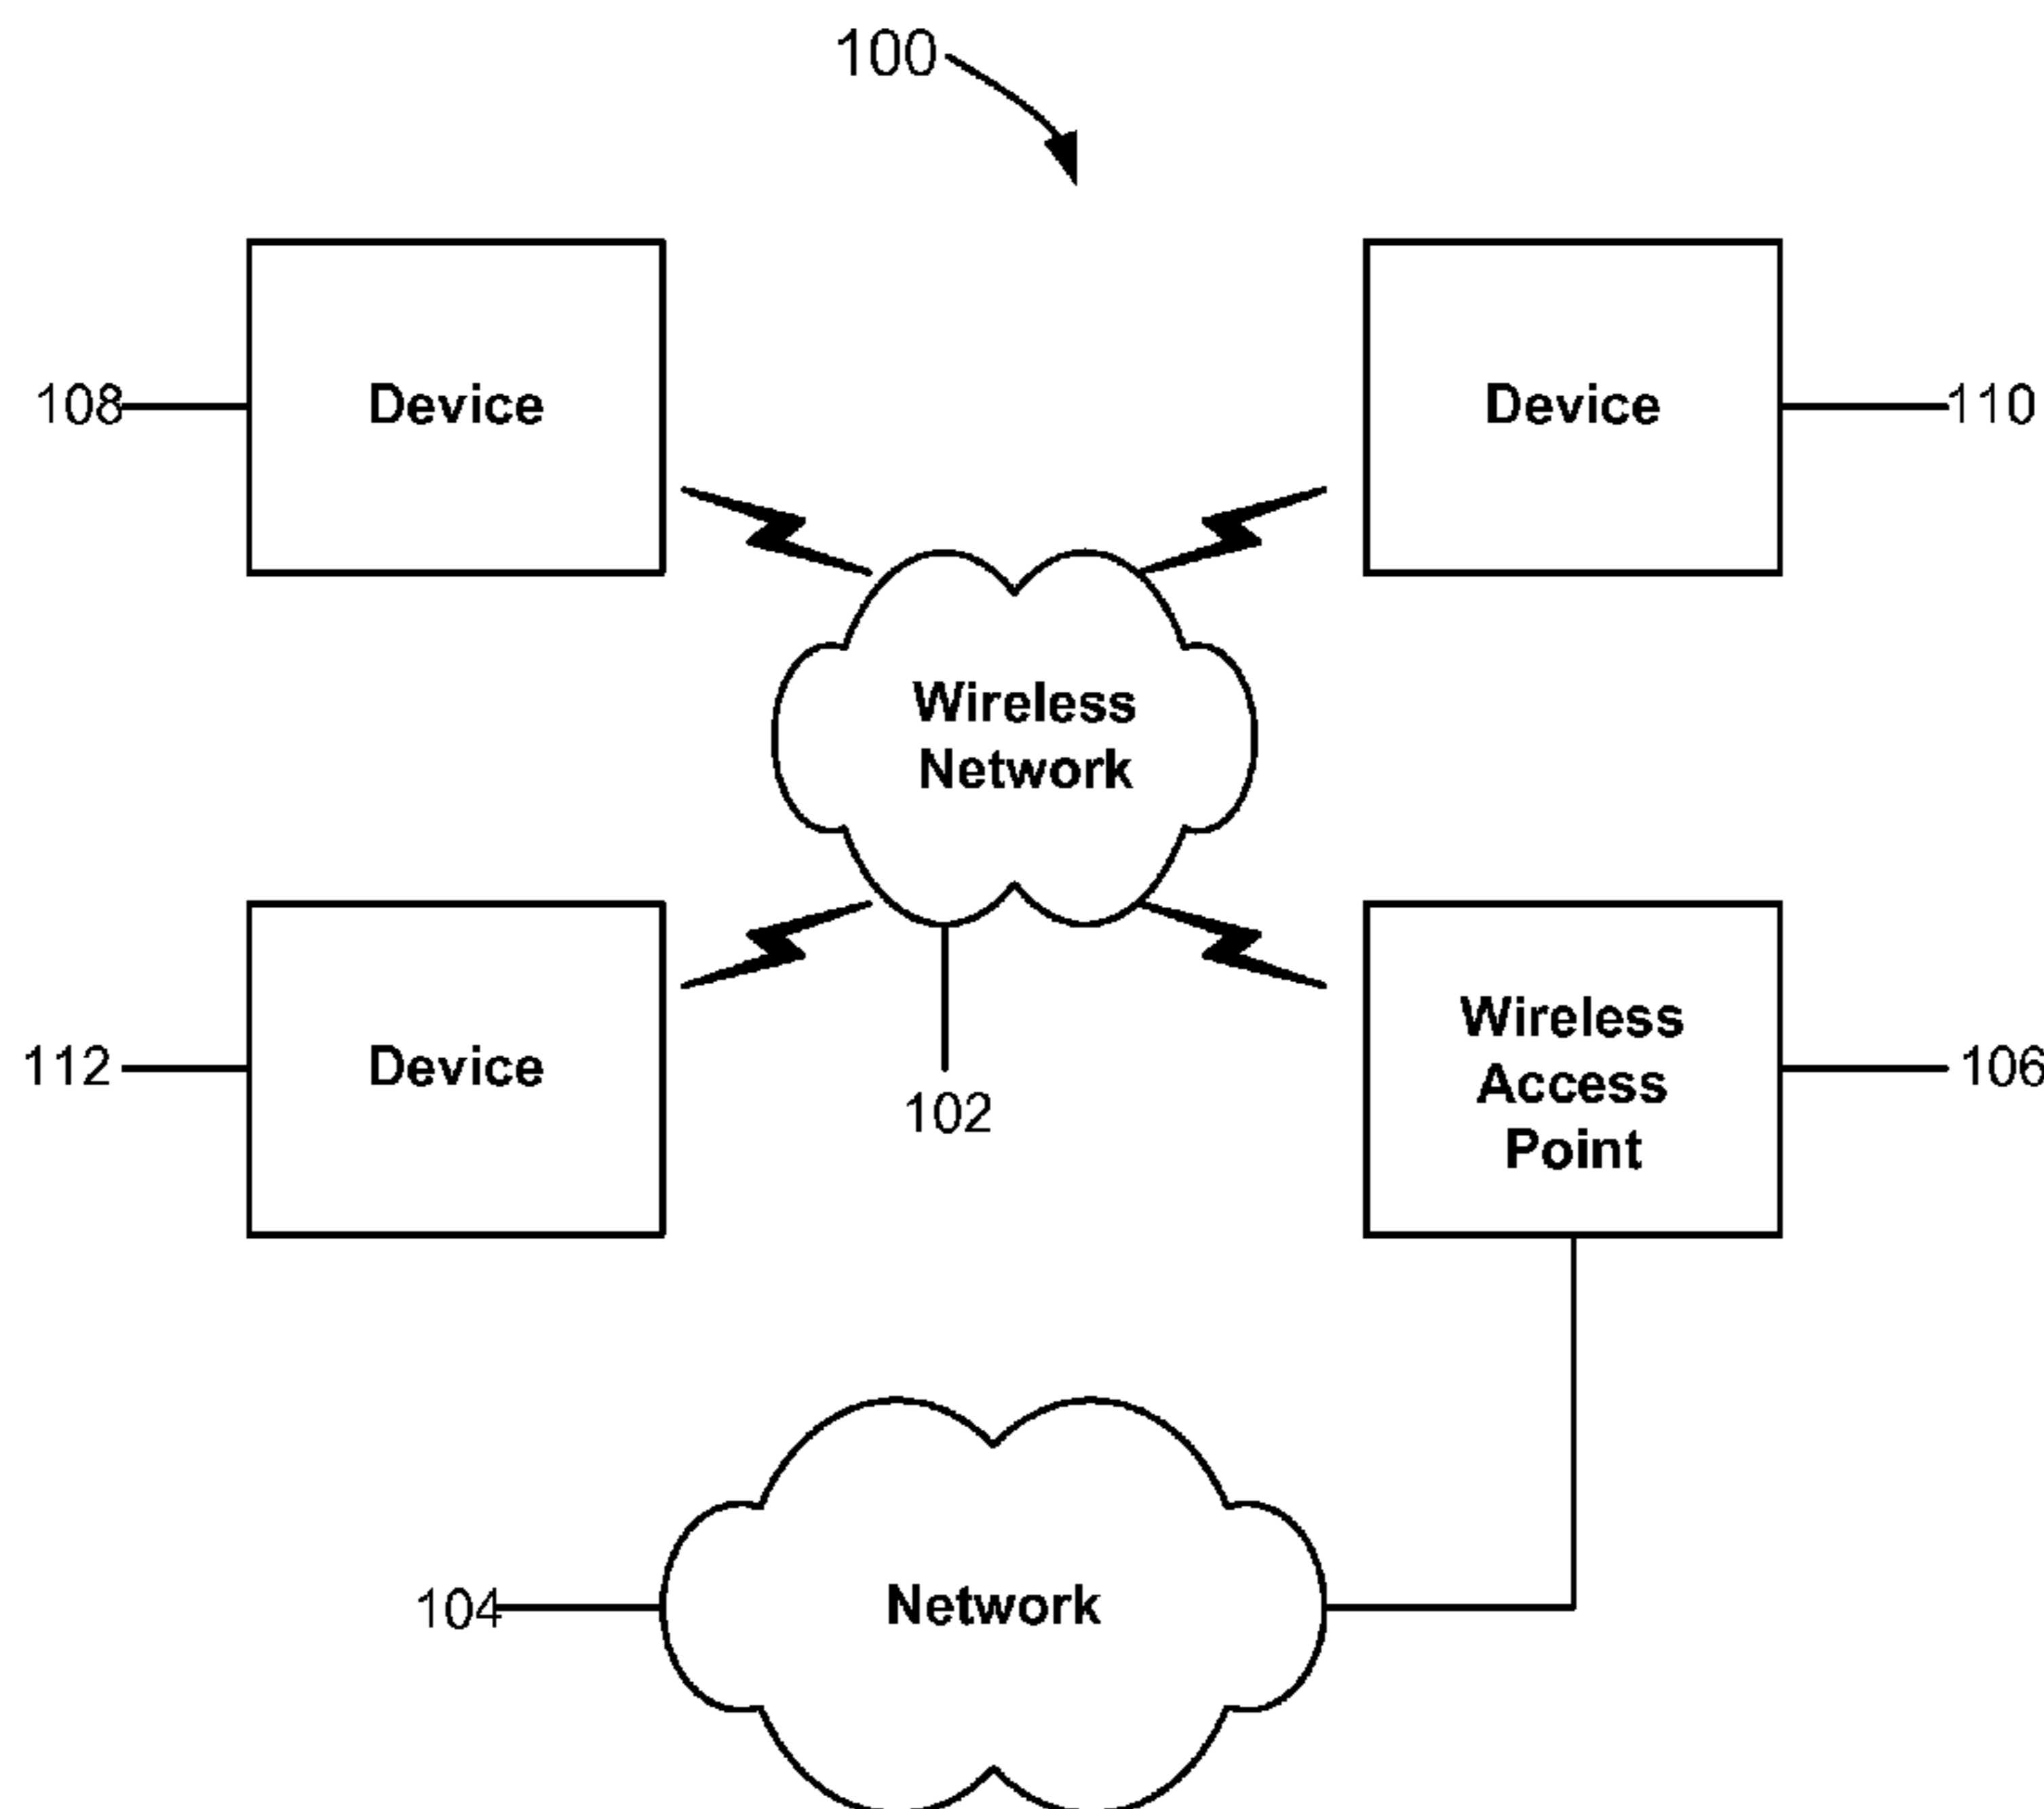 100
108
Device
Device
110
Wireless
Network
112
Device
102
Wireless
Access
Point
106
104
Network